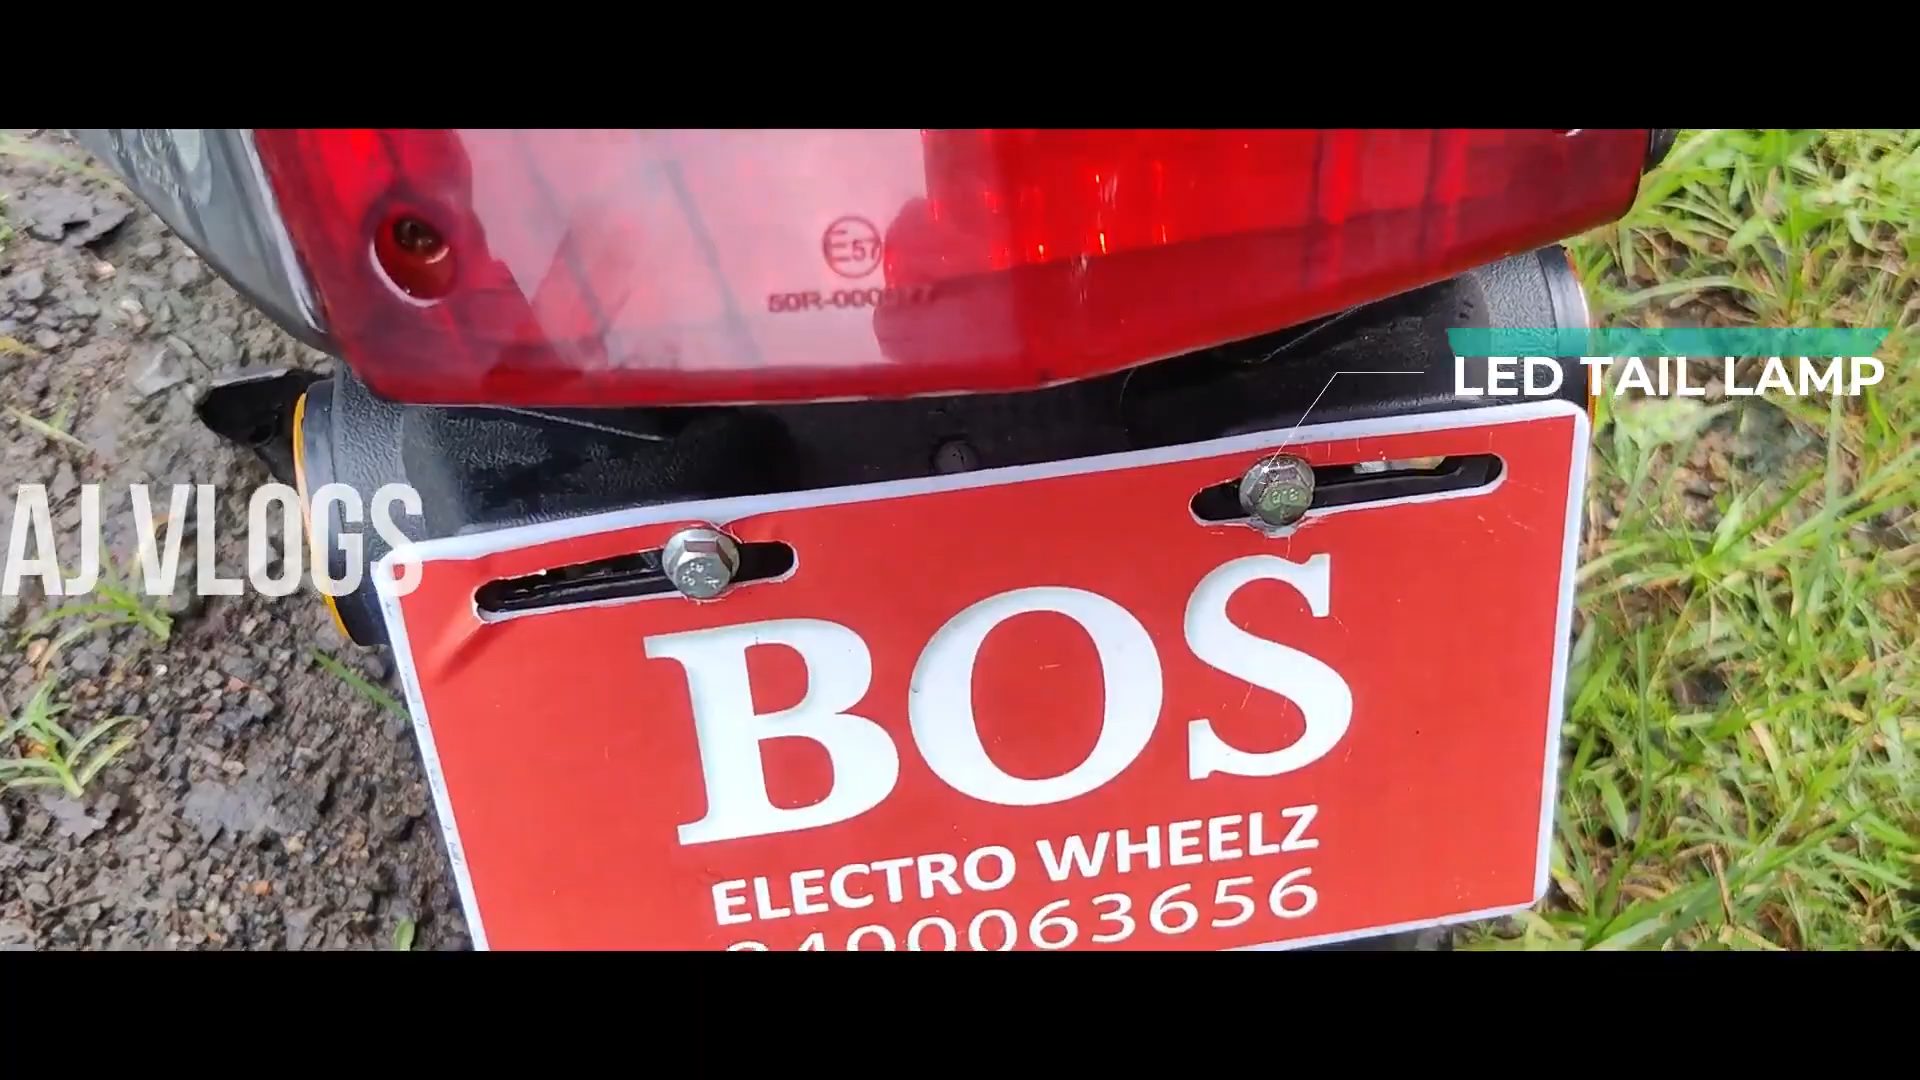 E57
LED TAIL LAMP
AJ VLOGS
BOS
ELECTRO WHEELZ